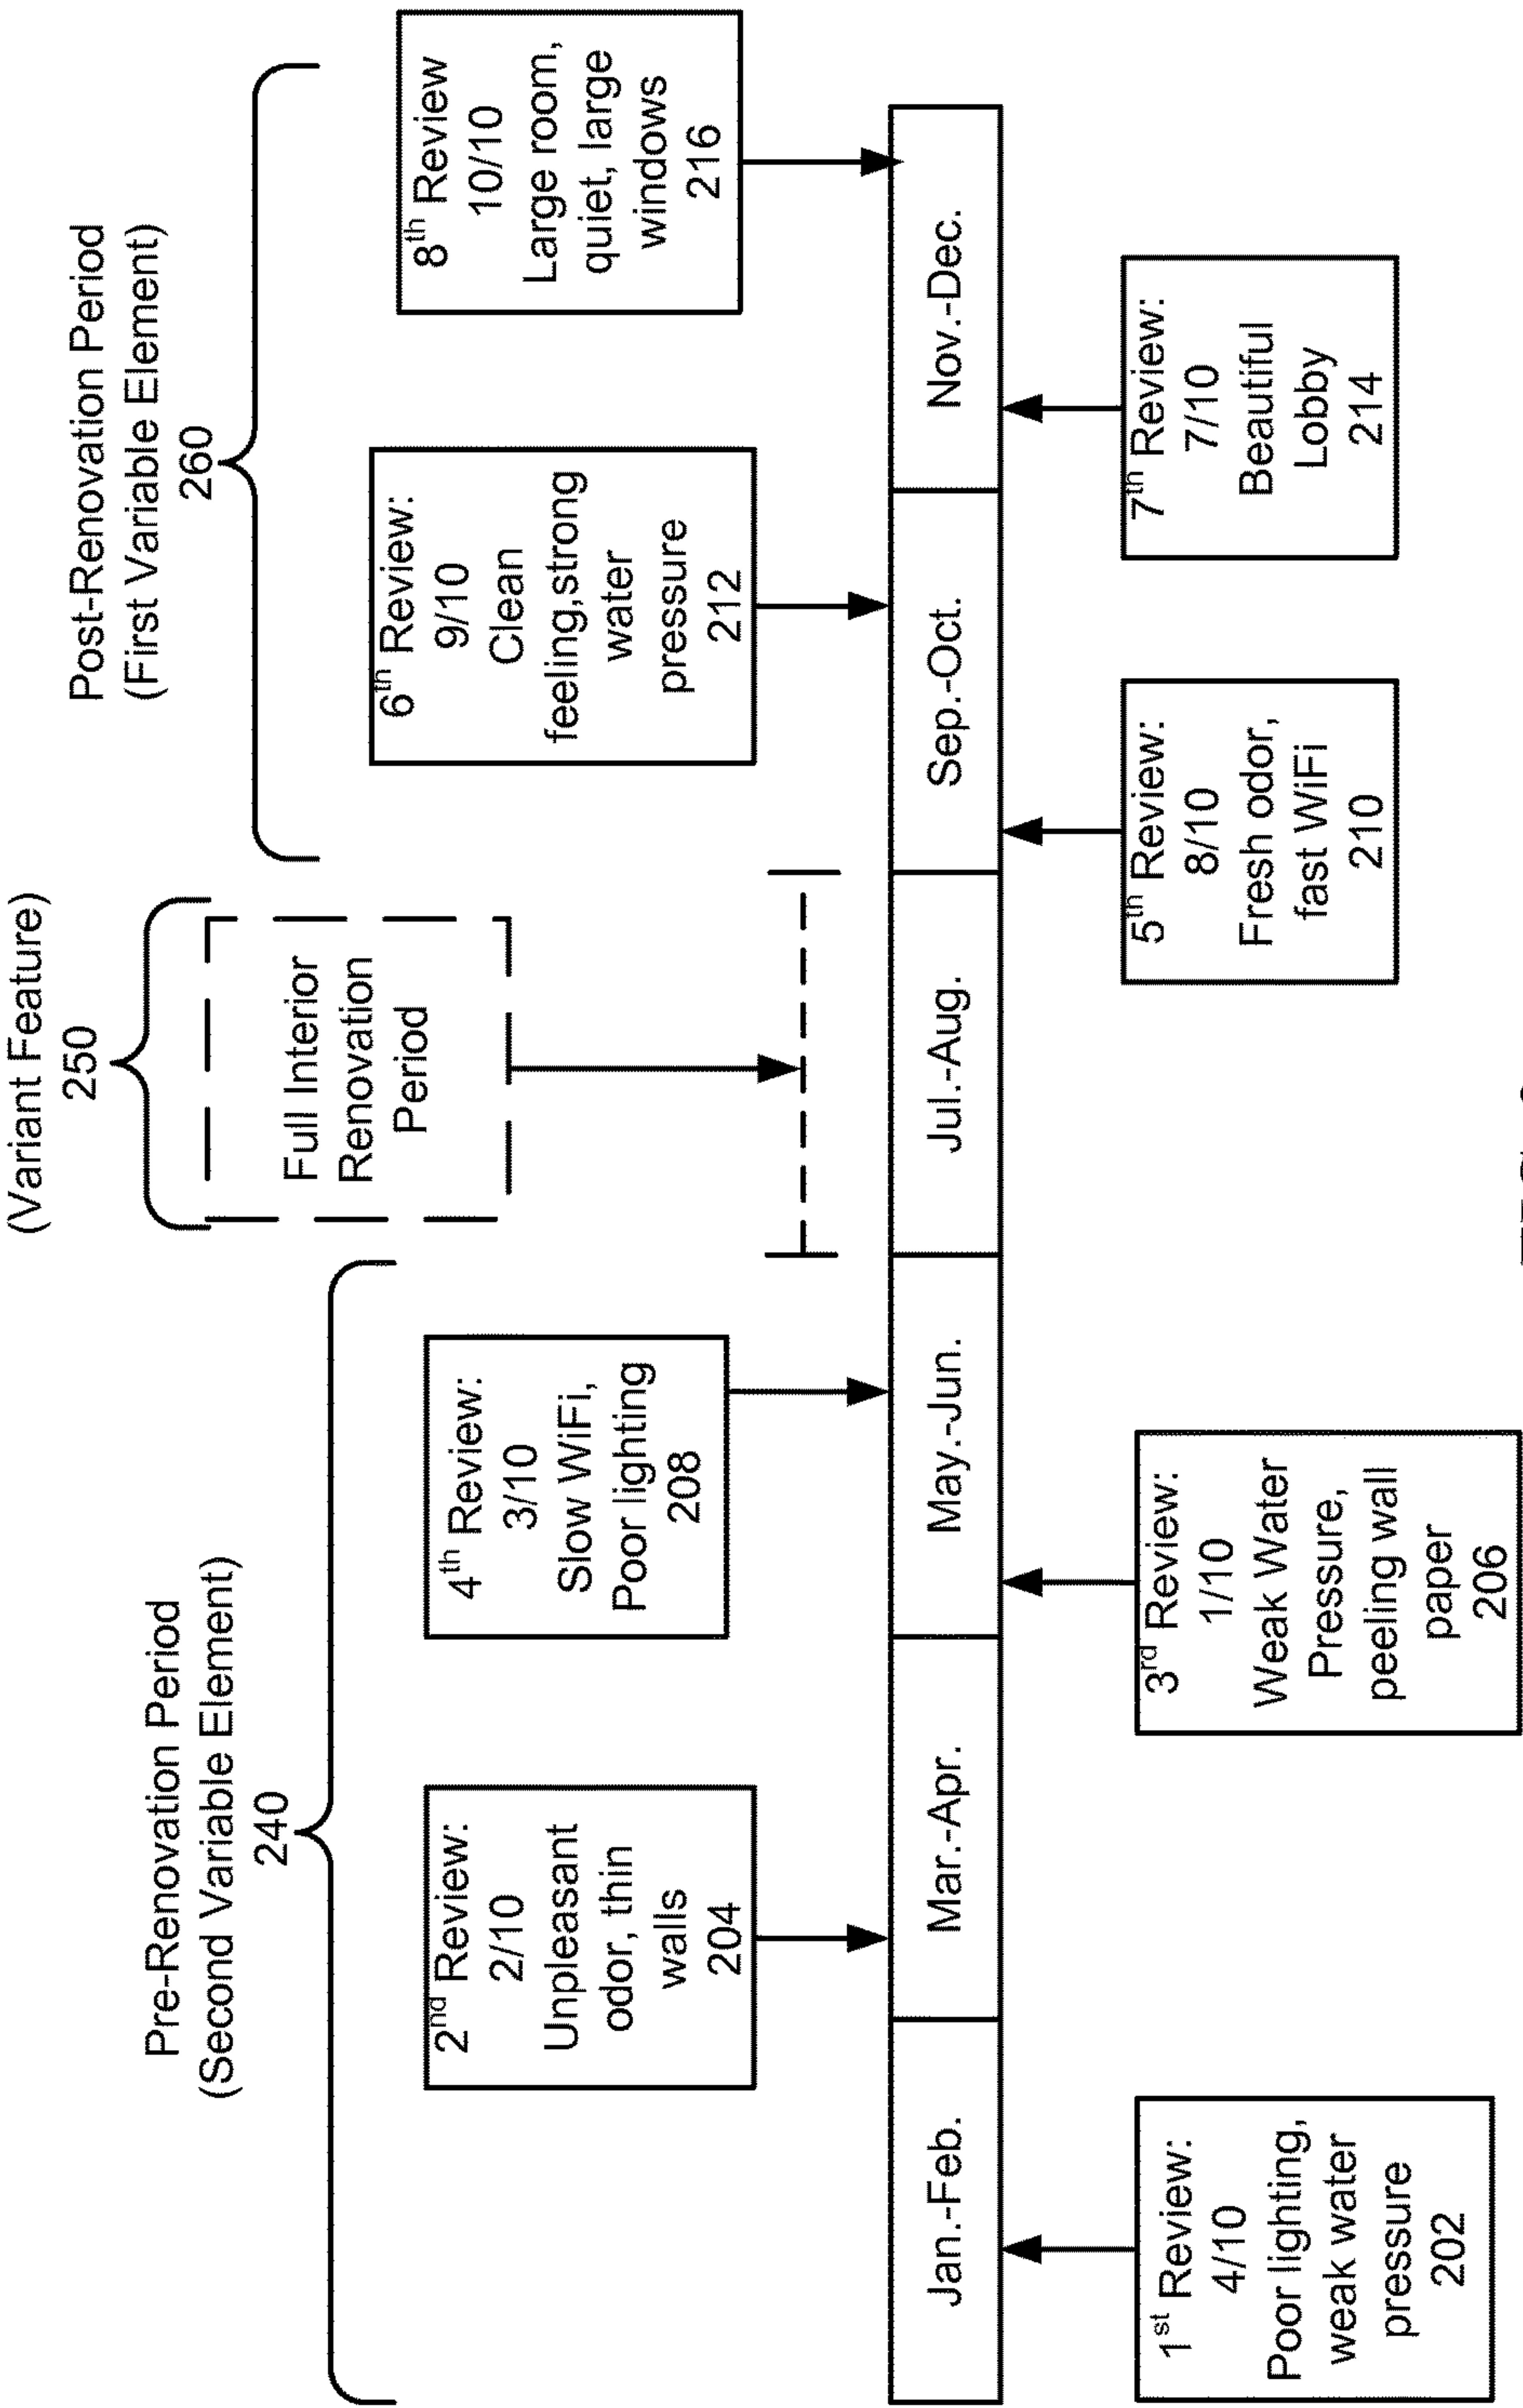 Pre-Renovation Period
(Second Variable Element)
240
(Variant Feature)
250
Post-Renovation Period
(First Variable Element)
260
2nd Review:
2/10
Unpleasant
odor, thin
walls
204
4th Review:
3/10
Slow WiFi,
Poor lighting
208
Full Interior
Renovation
Period
6th Review:
9/10
Clean
feeling,strong
water
pressure
212
8th Review
10/10
Large room,
quiet, large
windows
216
Jan.-Feb.
Mar.-Apr.
May.-Jun.
Jul.-Aug.
Sep.-Oct.
Nov.-Dec.
1st Review:
4/10
Poor lighting,
weak water
pressure
202
3rd Review:
1/10
Weak Water
Pressure,
peeling wall
paper
206
5th Review:
8/10
Fresh odor,
fast WiFi
210
7th Review:
7/10
Beautiful
Lobby
214